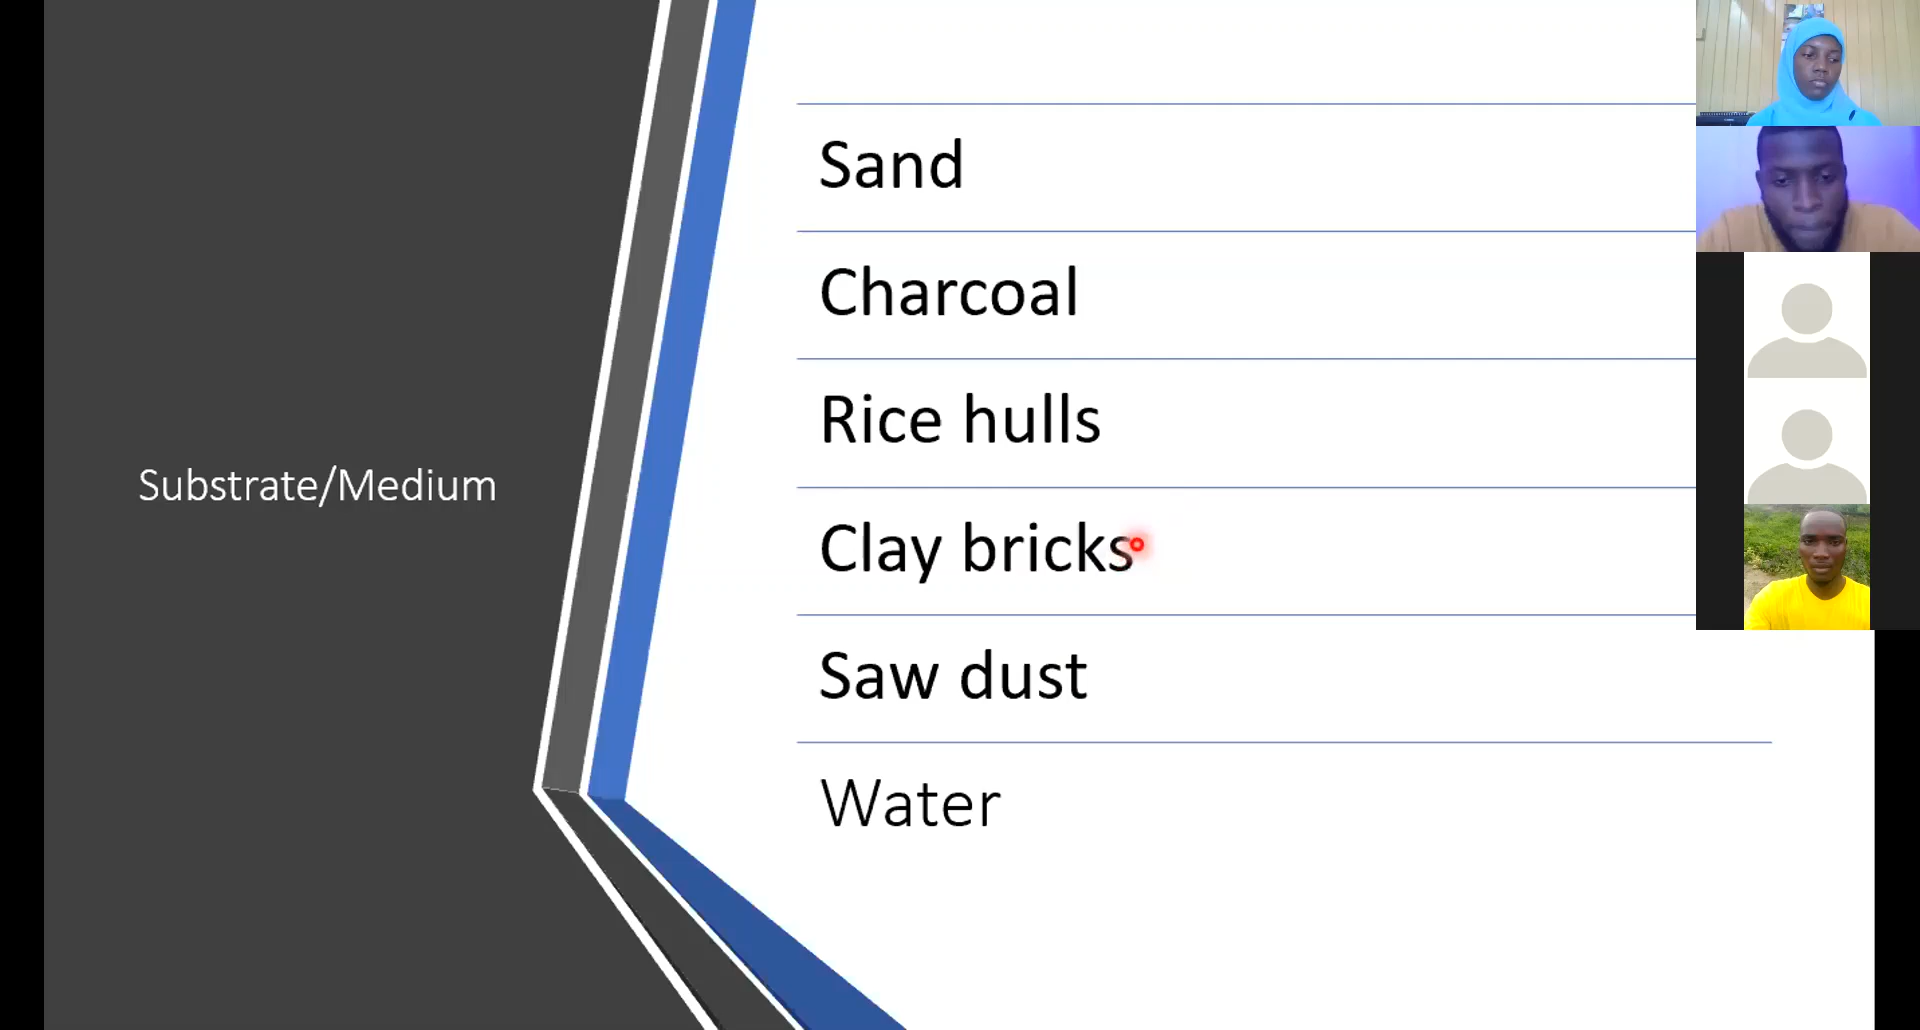 Substrate/Medium
Sand
Charcoal
Rice hulls
Clay bricks
Saw dust
Water